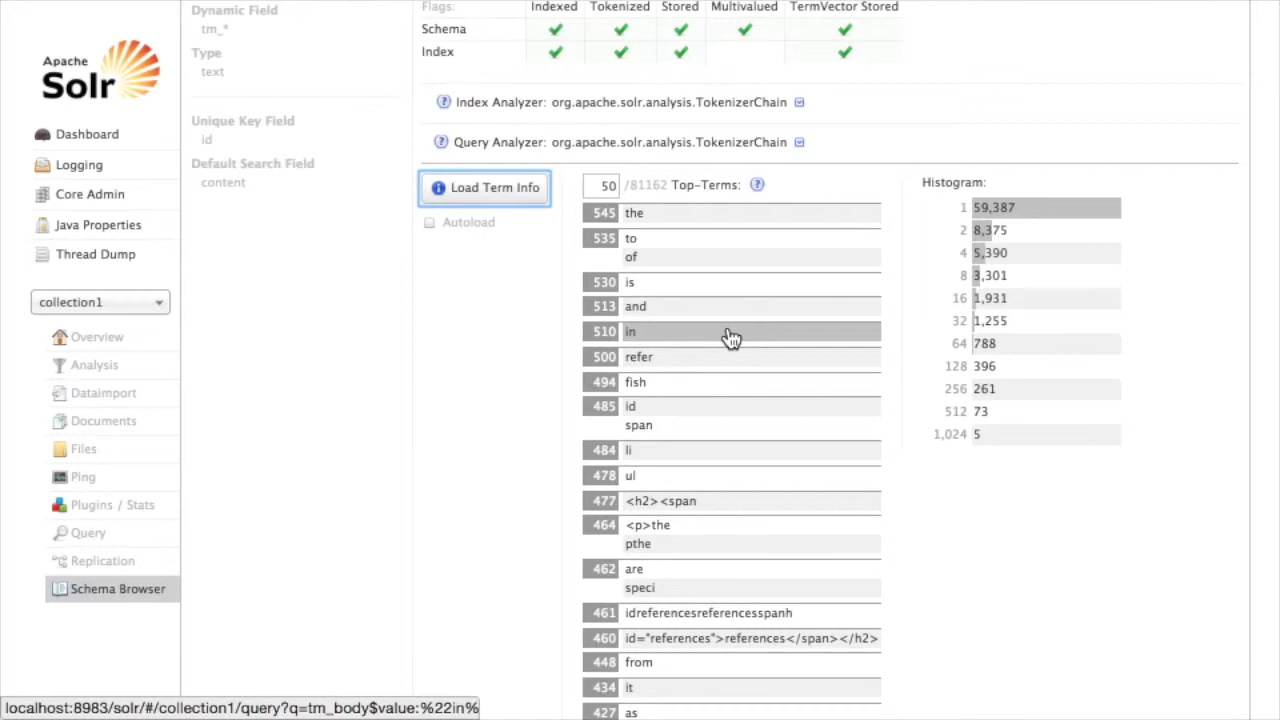 Apache
Solr
Dashboard
Logging
Core Admin
Java Properties
Thread Dump
collection1
Overview
Analysis
Dataimport
Documents
Files
Ping
Plugins / Stats
Query
Replication
Schema Browser
Dynamic Field
tm_*
Type
text
Unique Key Field
id
Default Search Field
content
Flags: Indexed Tokenized Stored Multivalued TermVector Stored
Schema
Index
Index Analyzer: org.apache.solr.analysis.TokenizerChain
Query Analyzer: org.apache.solr.analysis.TokenizerChain
Load Term Info
Autoload
50 /81162 Top-Terms:
545 the
535 to
of
530 is
513 and
510 in
500 refer
494 fish
485 id
span
484 li
478 ul
477 <h2><span
464 <p>the
pthe
462 are
speci
461 idreferencesreferencesspanh
460 id="references">references</span></h2>
448 from
434 it
427 as
Histogram:
1 59,387
2 8,375
4 5,390
8 3,301
16 1,931
32 1,255
64 788
128 396
256 261
512 73
1,024 5
localhost:8983/solr/#/collection1/query?q=tm_body$value:%22in%